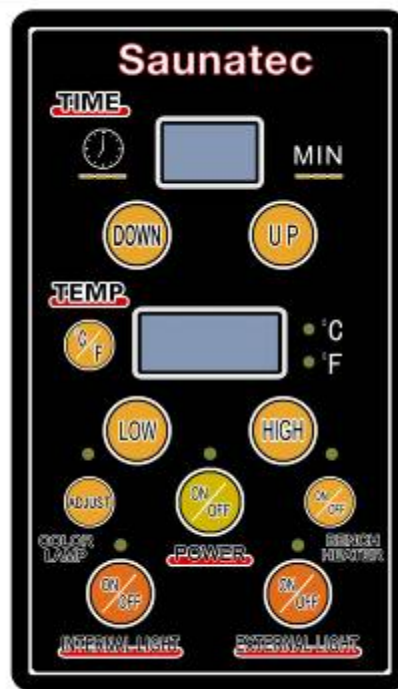 Saunatec
TIME
MIN
DOWN UP
TEMP
°C/°F
°C
°F
LOW HIGH
ADJUST ON/OFF ON/OFF
COLOR LAMP
POWER
BENCH HEATER
ON/OFF ON/OFF
INTERNAL LIGHT EXTERNAL LIGHT